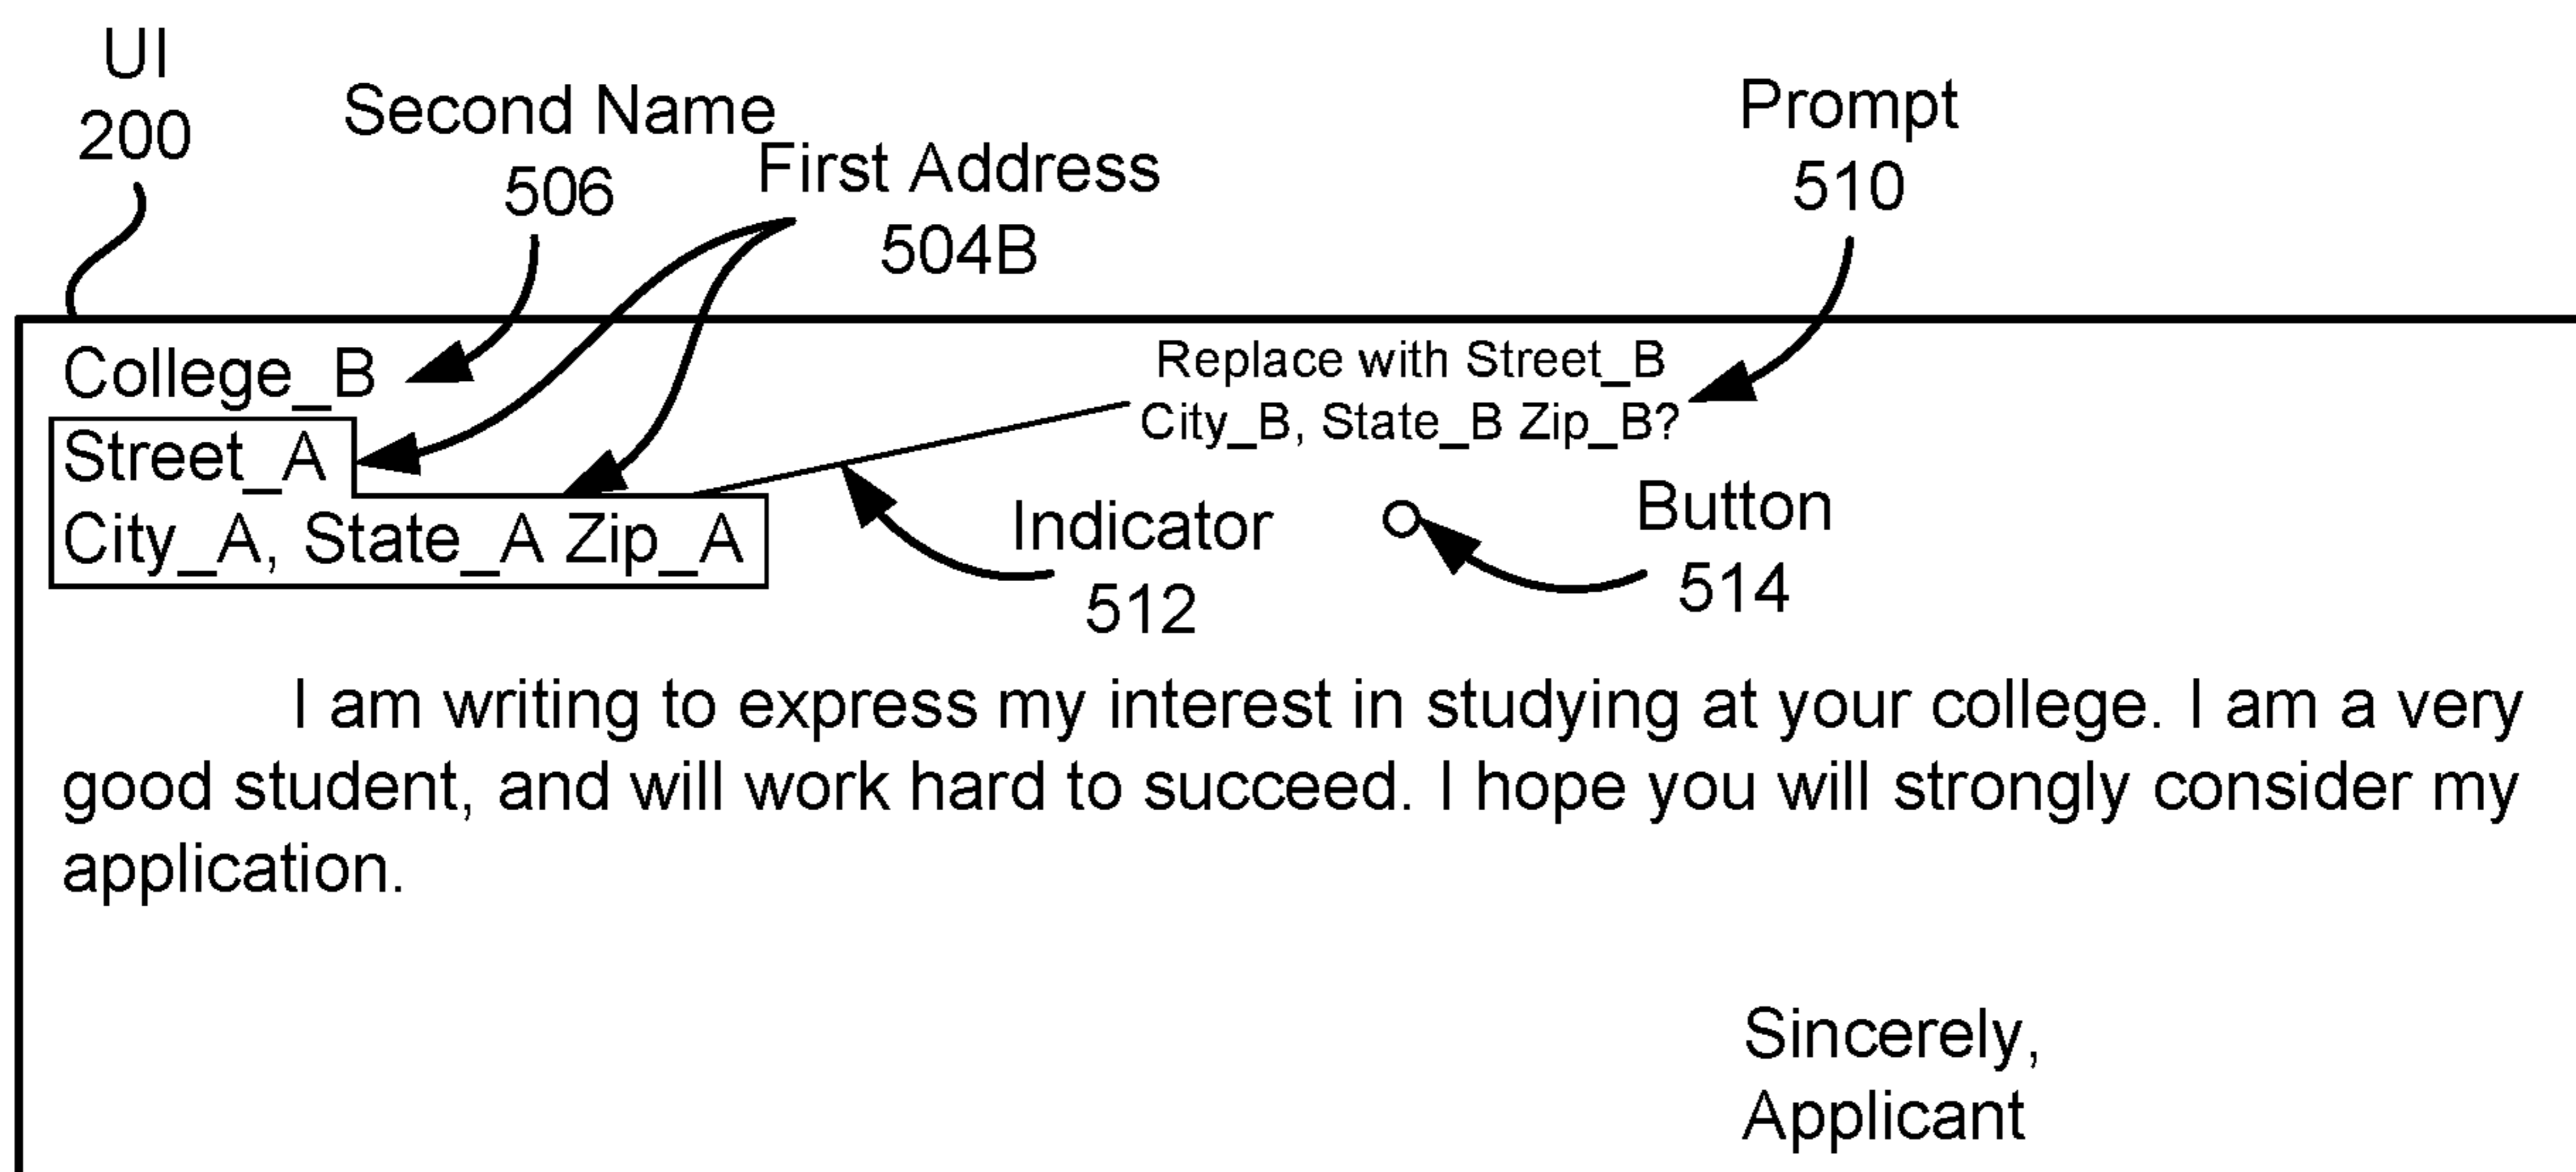 UI
200
Second Name
506
First Address
504B
Prompt
510
College_B
Street_A
City_A, State_A Zip_A
Replace with Street_B
City_B, State_B Zip_B?
Indicator
512
Button
514
I am writing to express my interest in studying at your college. I am a very
good student, and will work hard to succeed. I hope you will strongly consider my
application.
Sincerely,
Applicant